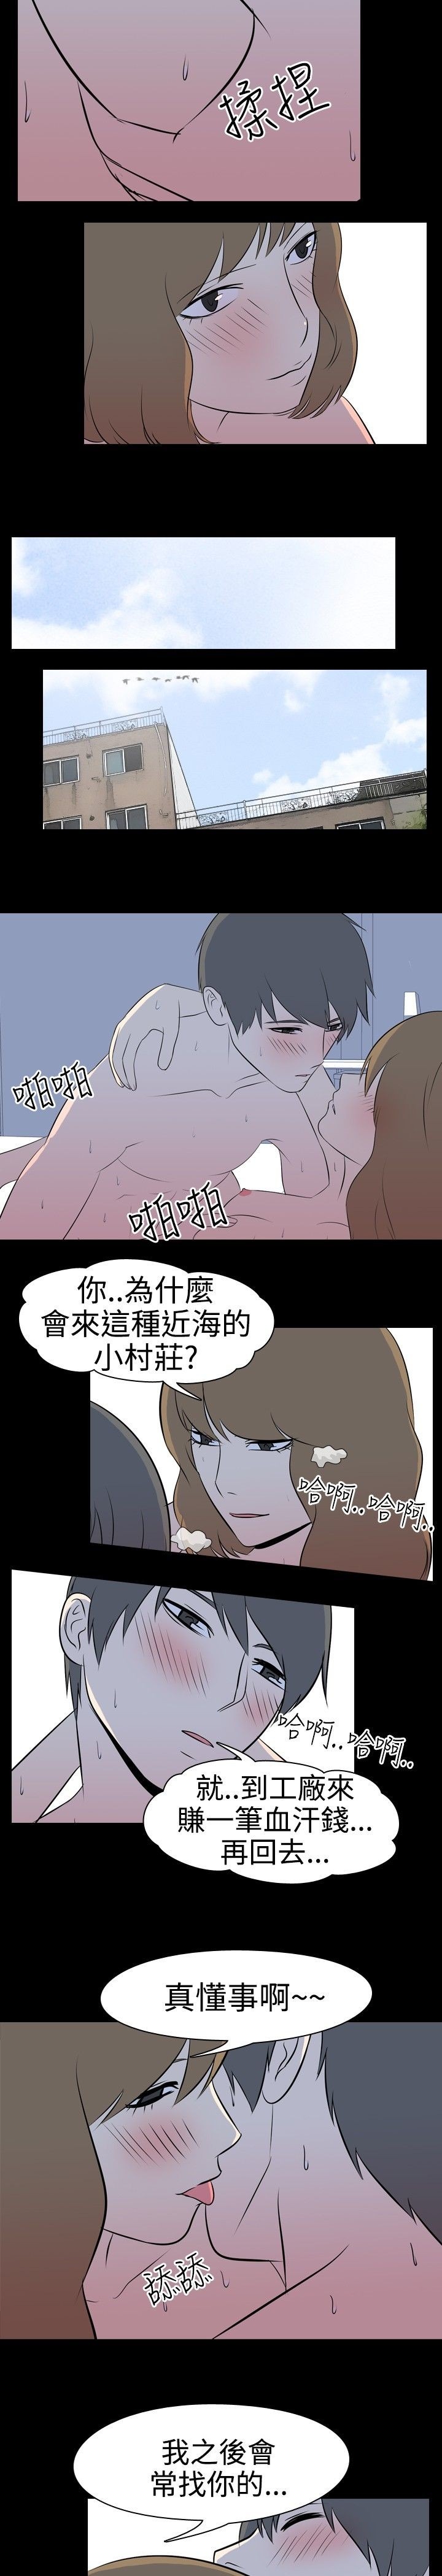 揉捏
啪啪
啪啪
你..為什麼
會來這種近海的
小村莊?
哈啊..哈啊..
哈啊..哈啊..
就..到工廠來
賺一筆血汗錢...
再回去...
真懂事啊~~
舔舔
我之後會
常找你的...